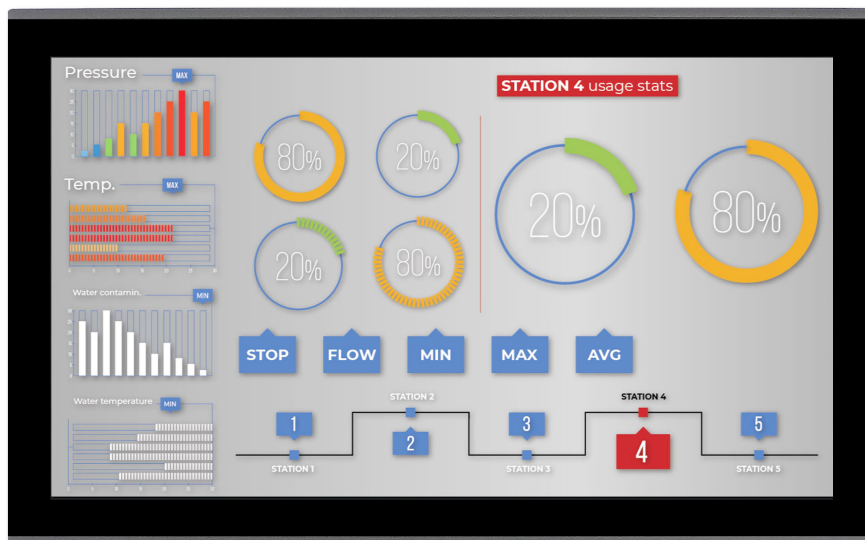 Pressure
MAX
STATION 4 usage stats
80%
20%
20%
80%
20%
80%
Temp.
MAX
Water contamin.
MIN
STOP
FLOW
MIN
MAX
AVG
Water temperature
MIN
STATION 2
STATION 4
1
2
3
4
5
STATION 1
STATION 3
STATION 5